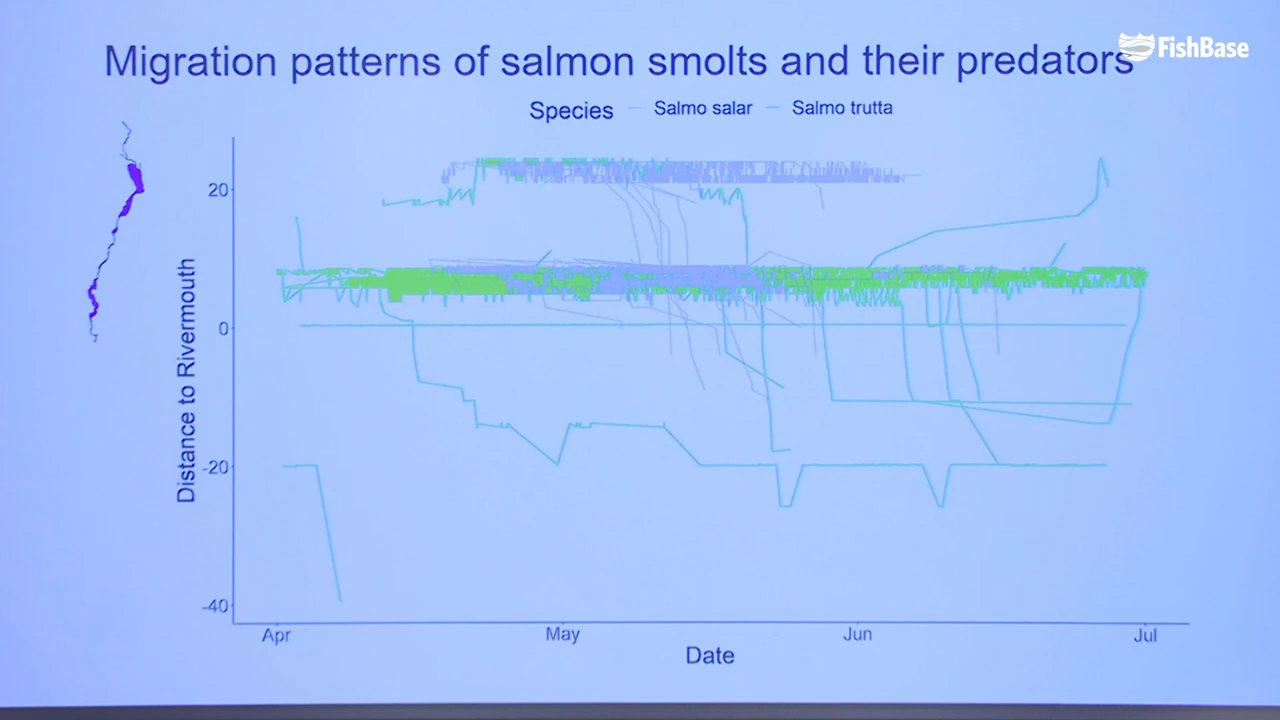 Migration patterns of salmon smolts and their predators
FishBase
Species Salmo salar Salmo trutta
Distance to Rivermouth
20
0
-20
-40
Apr May Jun Jul
Date